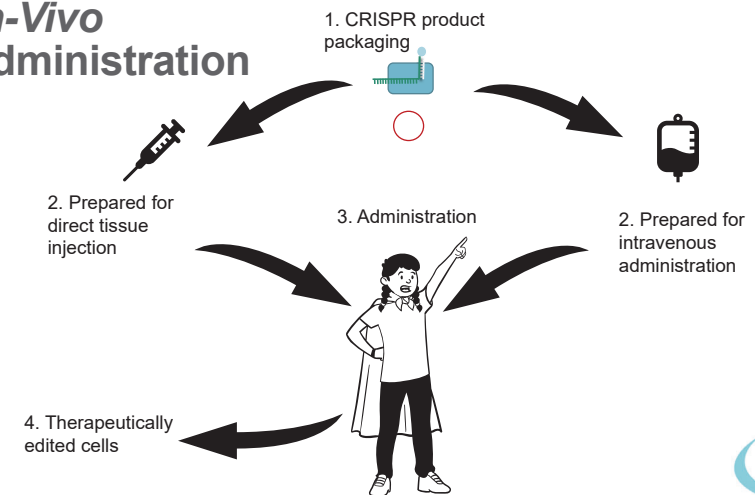 n-Vivo
dministration
1. CRISPR product
packaging
2. Prepared for
direct tissue
injection
3. Administration
2. Prepared for
intravenous
administration
4. Therapeutically
edited cells